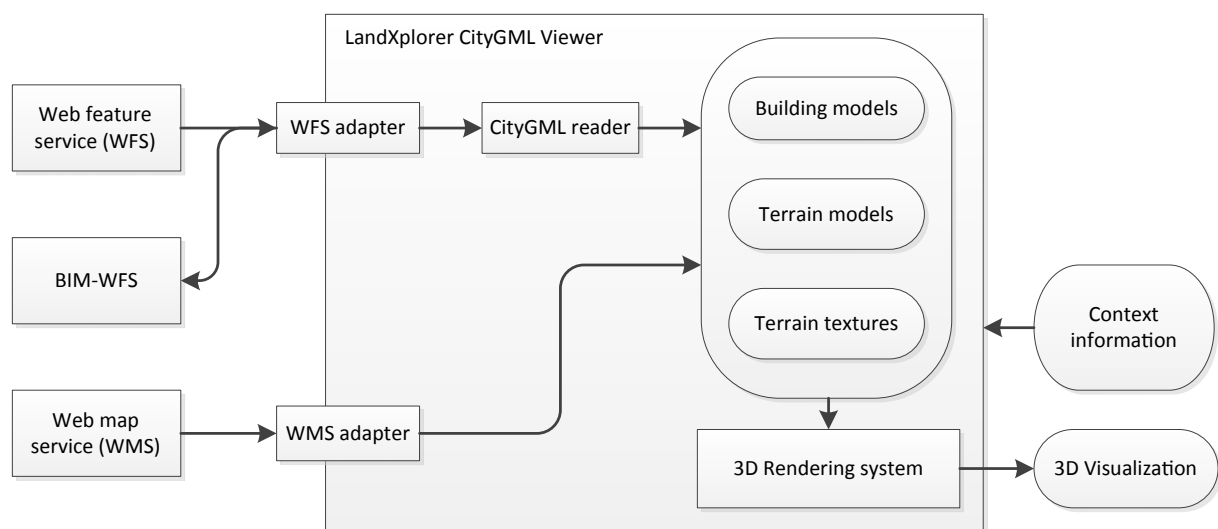 LandXplorer CityGML Viewer
Web feature
service (WFS)
WFS adapter
CityGML reader
Building models
Terrain models
BIM-WFS
Terrain textures
Context
information
Web map
service (WMS)
WMS adapter
3D Rendering system
3D Visualization